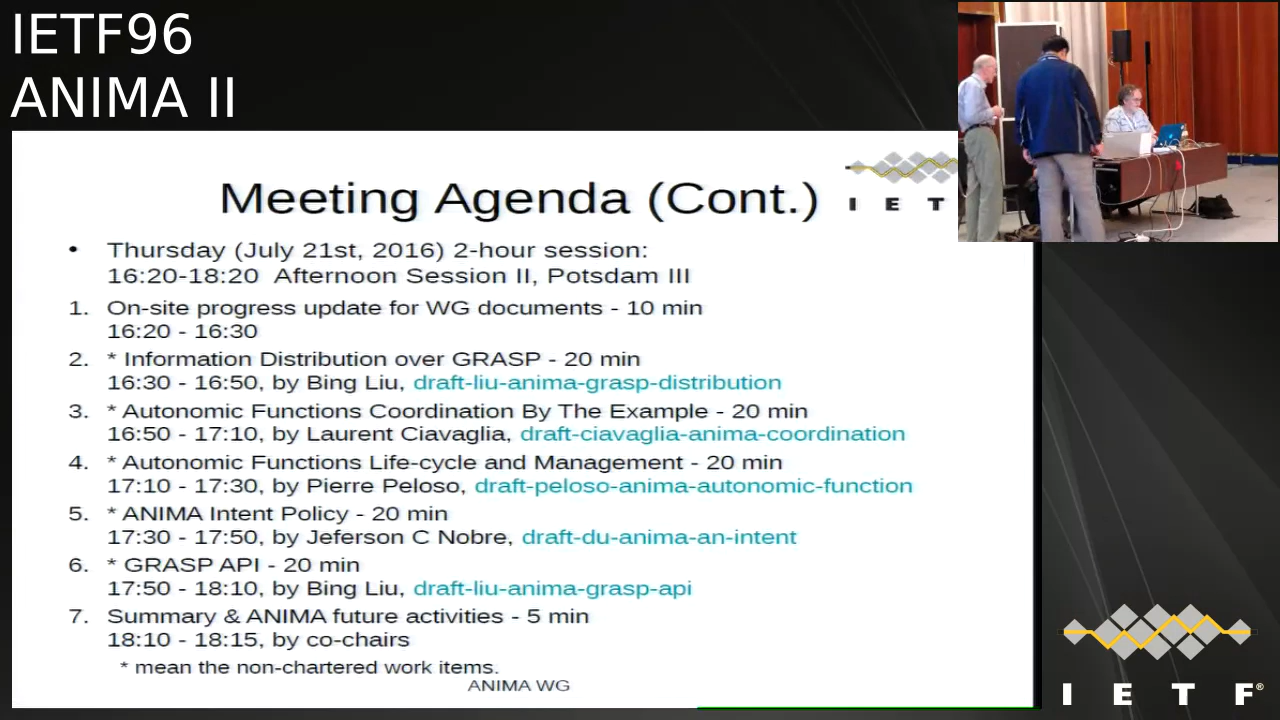 IETF96
ANIMA II
Meeting Agenda (Cont.)
I E T
• Thursday (July 21st, 2016) 2-hour session:
16:20-18:20 Afternoon Session II, Potsdam III
1. On-site progress update for WG documents - 10 min
16:20 - 16:30
2. * Information Distribution over GRASP - 20 min
16:30 - 16:50, by Bing Liu, draft-liu-anima-grasp-distribution
3. * Autonomic Functions Coordination By The Example - 20 min
16:50 - 17:10, by Laurent Ciavaglia, draft-ciavaglia-anima-coordination
4. * Autonomic Functions Life-cycle and Management - 20 min
17:10 - 17:30, by Pierre Peloso, draft-peloso-anima-autonomic-function
5. * ANIMA Intent Policy - 20 min
17:30 - 17:50, by Jeferson C Nobre, draft-du-anima-an-intent
6. * GRASP API - 20 min
17:50 - 18:10, by Bing Liu, draft-liu-anima-grasp-api
7. Summary & ANIMA future activities - 5 min
18:10 - 18:15, by co-chairs
* mean the non-chartered work items.
ANIMA WG
I E T F®